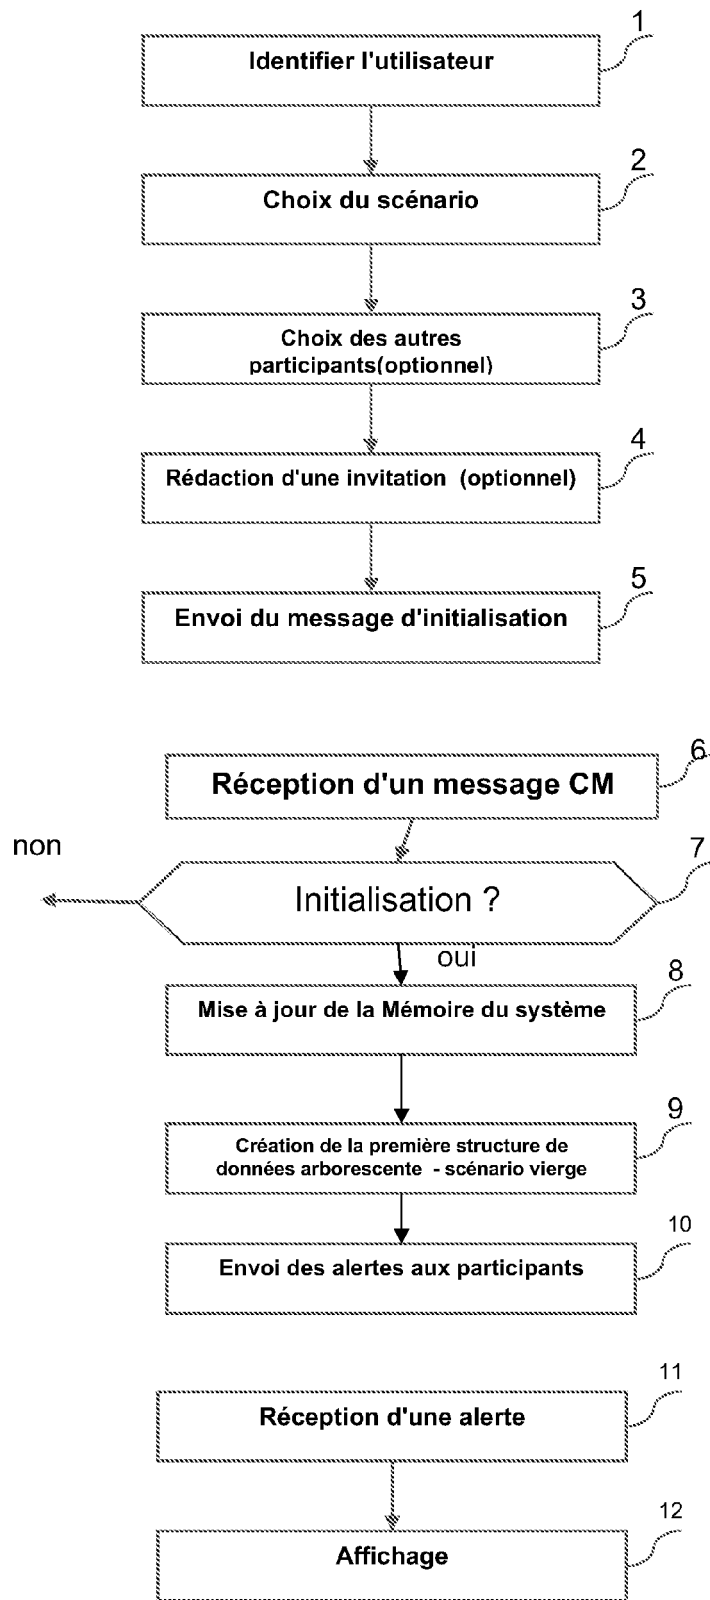 1
Identifier l'utilisateur
2
Choix du scénario
3
Choix des autres
participants(optionnel)
4
Rédaction d'une invitation (optionnel)
5
Envoi du message d'initialisation
6
Réception d'un message CM
non
7
Initialisation ?
oui
8
Mise à jour de la Mémoire du système
9
Création de la première structure de
données arborescente - scénario vierge
10
Envoi des alertes aux participants
11
Réception d'une alerte
12
Affichage